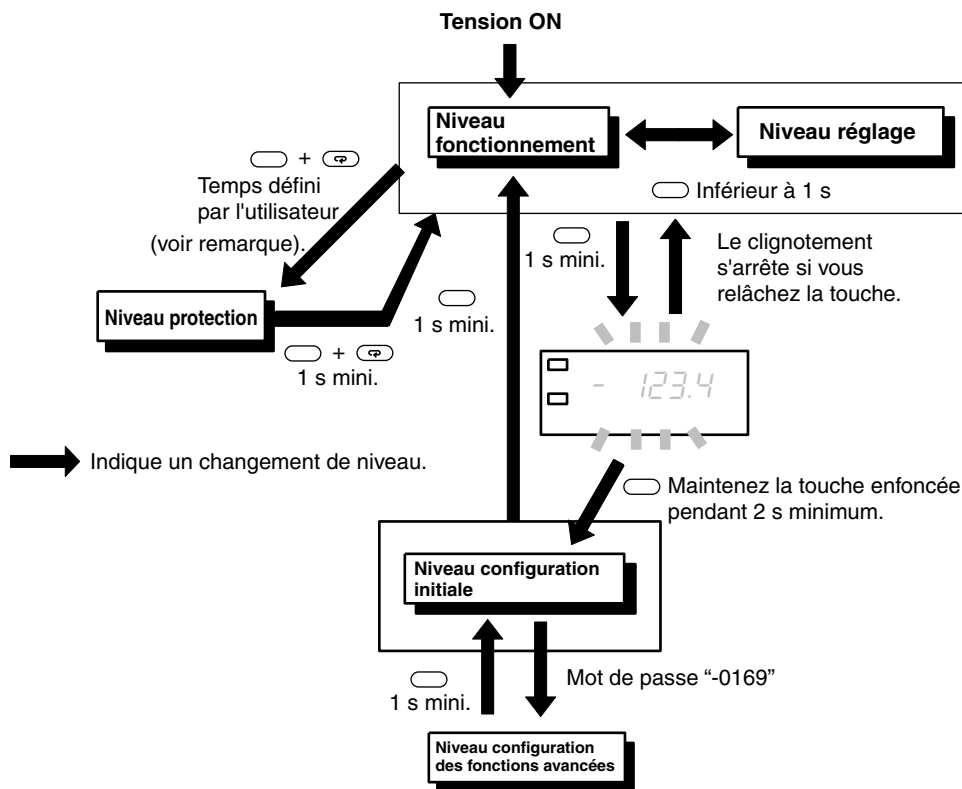 Tension ON
Niveau
fonctionnement
Niveau réglage
+
Temps défini
par l'utilisateur
(voir remarque).
Inférieur à 1 s
1 s mini.
Le clignotement
s'arrête si vous
relâchez la touche.
Niveau protection
1 s mini.
+
1 s mini.
- 123.4
Indique un changement de niveau.
Maintenez la touche enfoncée
pendant 2 s minimum.
Niveau configuration
initiale
1 s mini.
Mot de passe “-0169”
Niveau configuration
des fonctions avancées